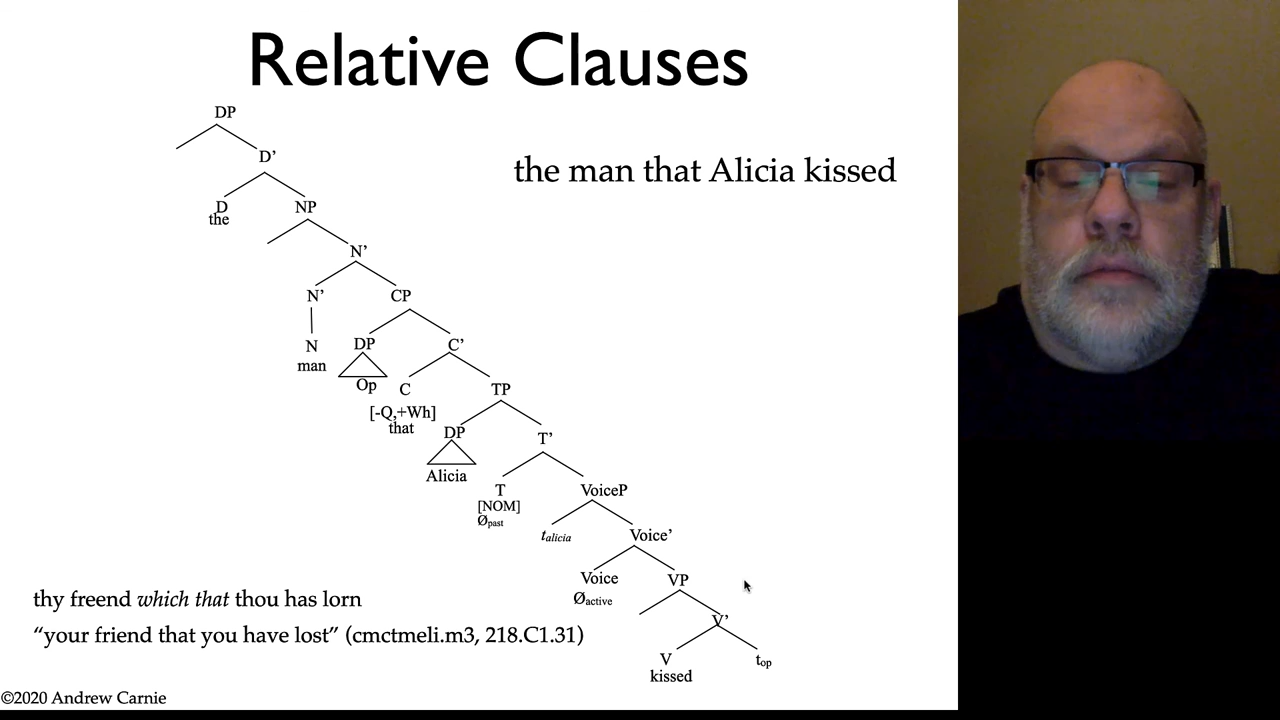 Relative Clauses
the man that Alicia kissed
DP
D’
D
the
NP
N’
N’
CP
N
man
DP
Op
C’
C
[-Q,+Wh]
that
TP
DP
Alicia
T’
T
[NOM]
Øpast
VoiceP
talicia
Voice’
Voice
Øactive
VP
V’
V
kissed
top
thy freend which that thou has lorn
“your friend that you have lost” (cmctmeli.m3, 218.C1.31)
©2020 Andrew Carnie